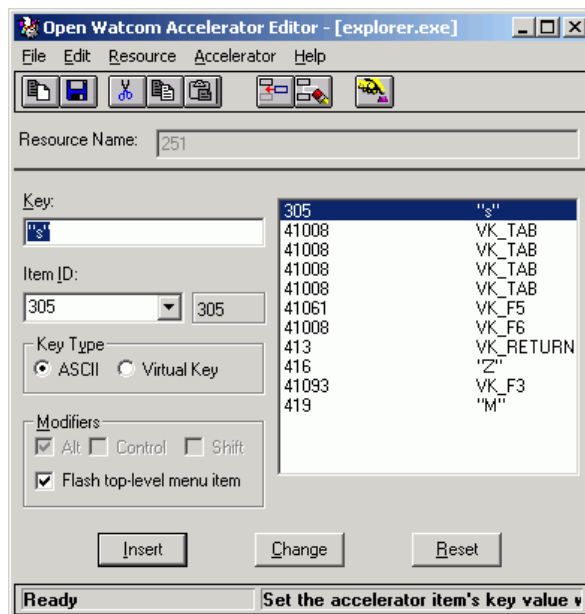 Open Watcom Accelerator Editor - [explorer.exe]
File Edit Resource Accelerator Help
Resource Name: 251
Key:
"s"
Item ID:
305 305
Key Type
ASCII Virtual Key
Modifiers
Alt Control Shift
Flash top-level menu item
305 "s"
41008 VK_TAB
41008 VK_TAB
41008 VK_TAB
41008 VK_TAB
41061 VK_F5
41008 VK_F6
413 VK_RETURN
416 "Z"
41093 VK_F3
419 "M"
Insert Change Reset
Ready Set the accelerator item's key value